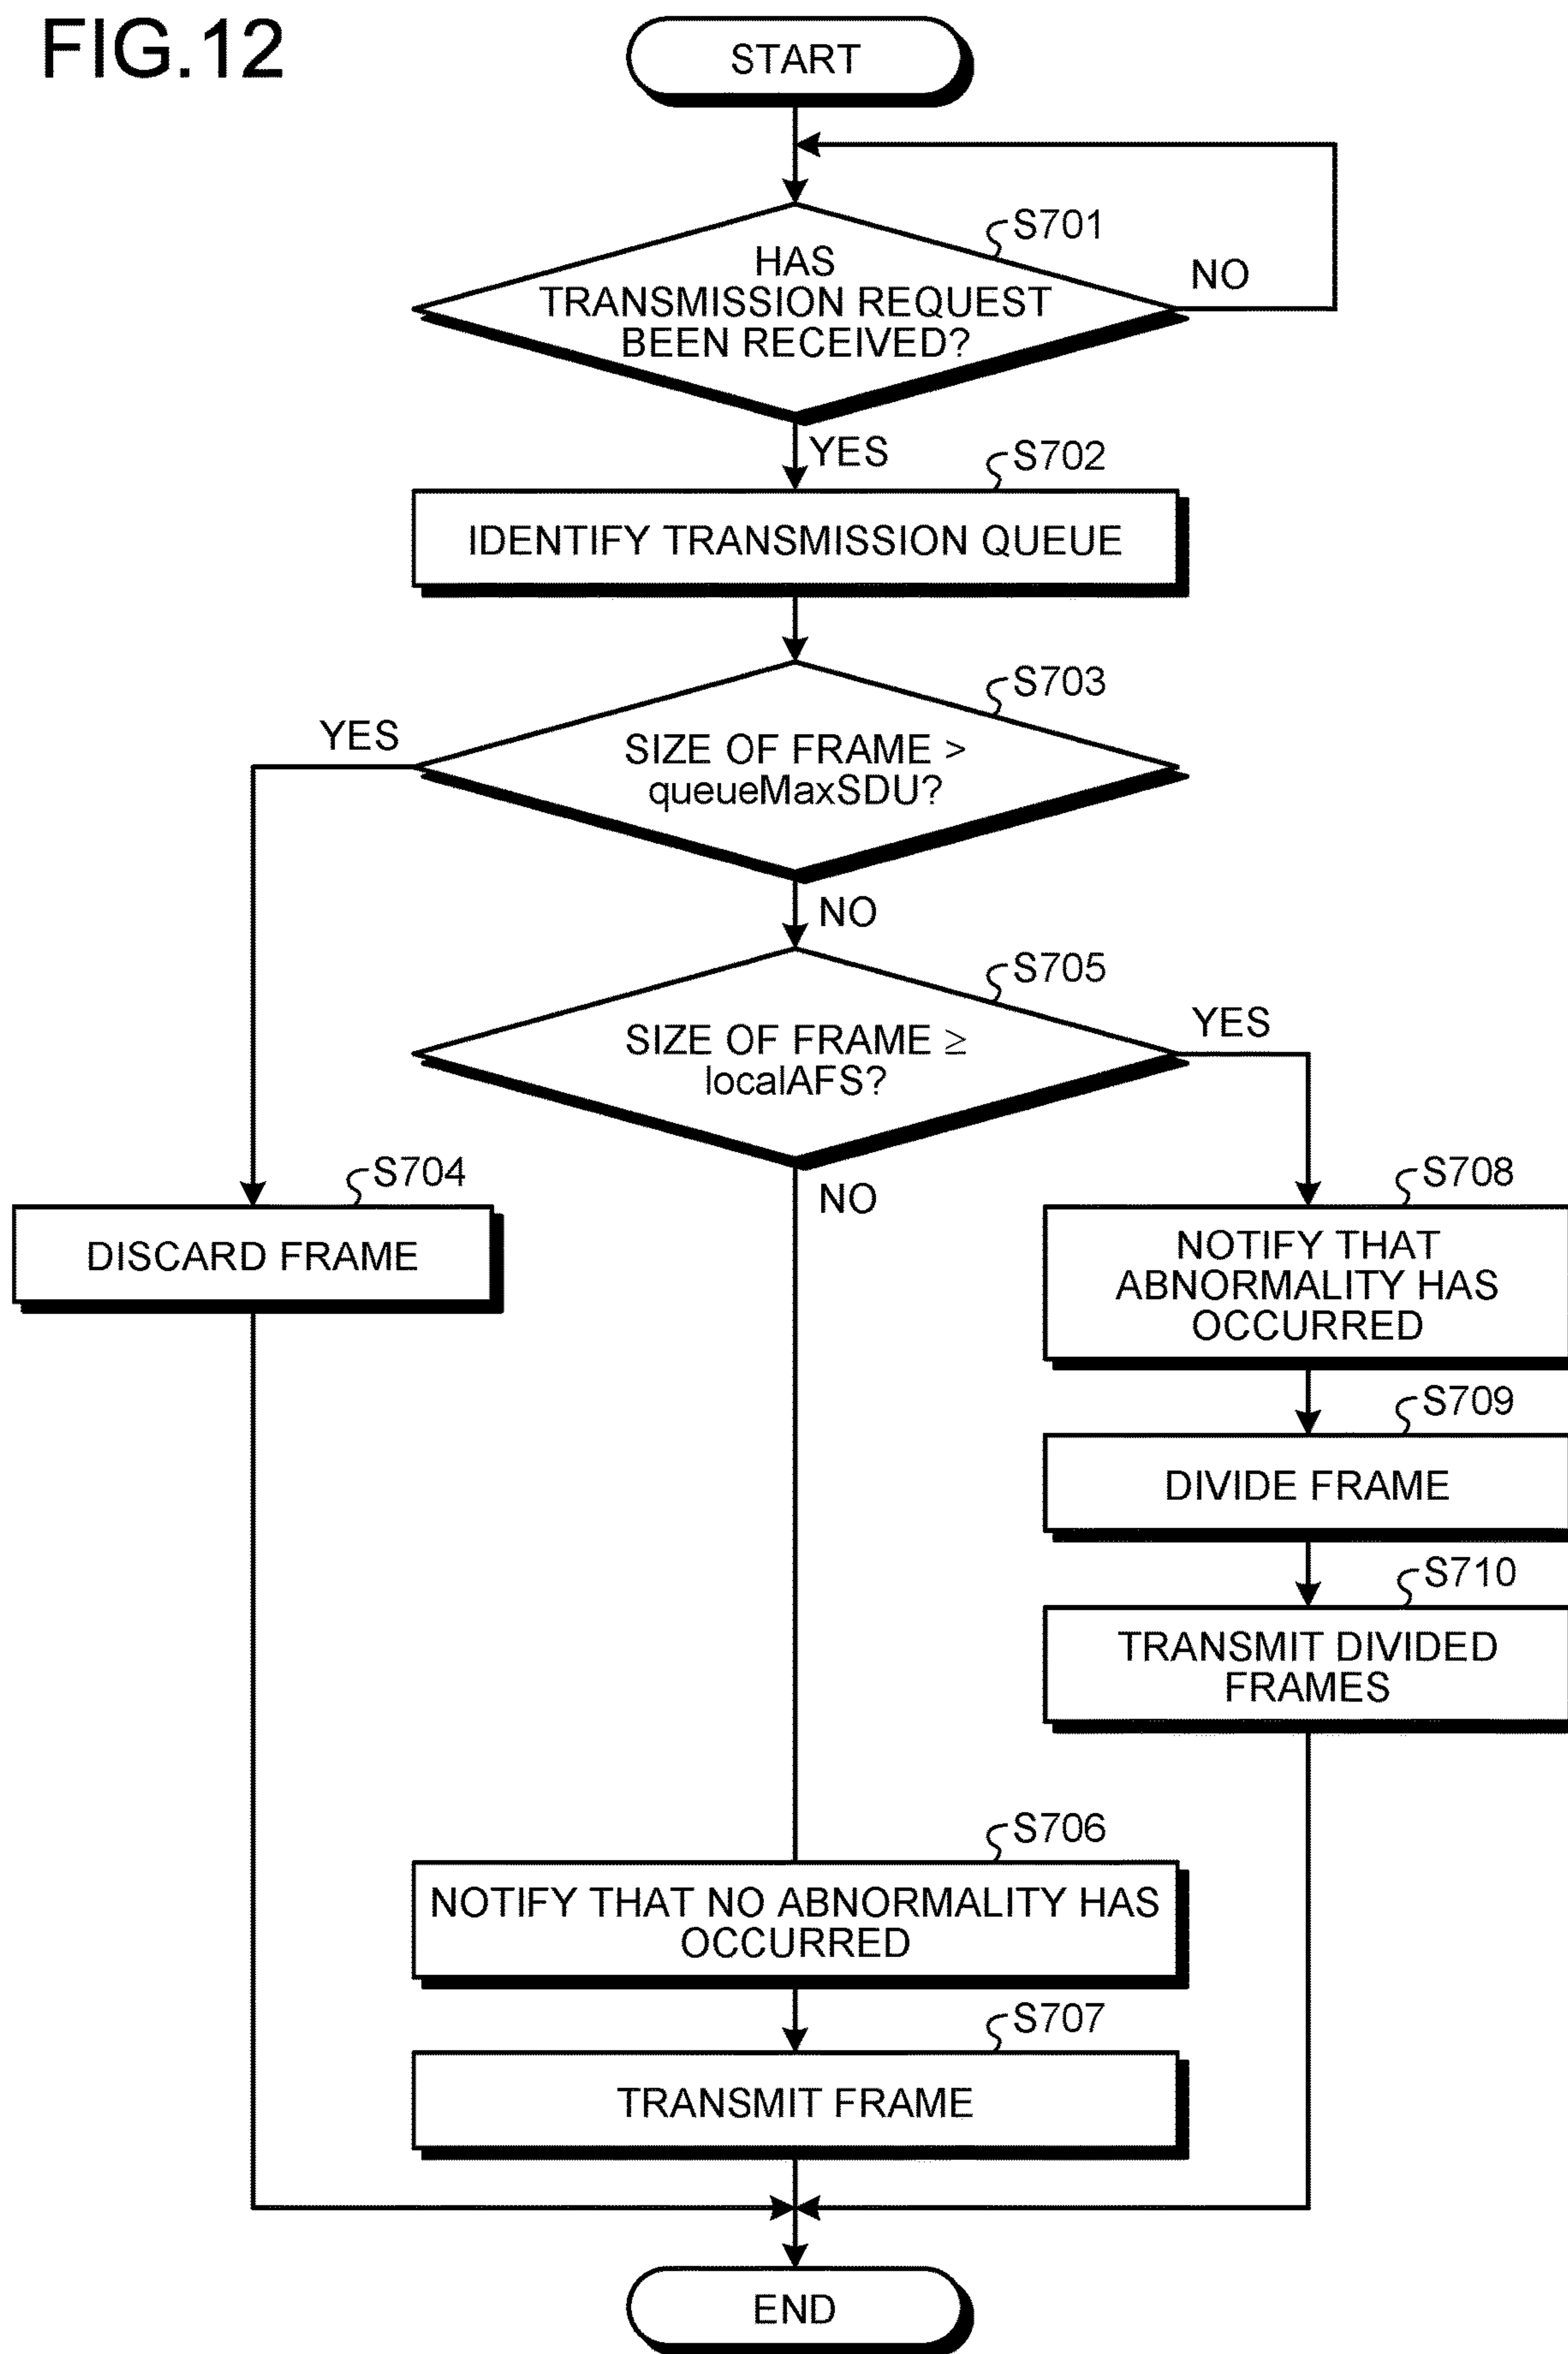 FIG.12
START
S701
HAS
TRANSMISSION REQUEST
BEEN RECEIVED?
NO
YES
S702
IDENTIFY TRANSMISSION QUEUE
S703
YES
SIZE OF FRAME >
queueMaxSDU?
NO
S705
YES
SIZE OF FRAME ≥
localAFS?
NO
S704
DISCARD FRAME
S708
NOTIFY THAT
ABNORMALITY HAS
OCCURRED
S709
DIVIDE FRAME
S710
TRANSMIT DIVIDED
FRAMES
S706
NOTIFY THAT NO ABNORMALITY HAS
OCCURRED
S707
TRANSMIT FRAME
END